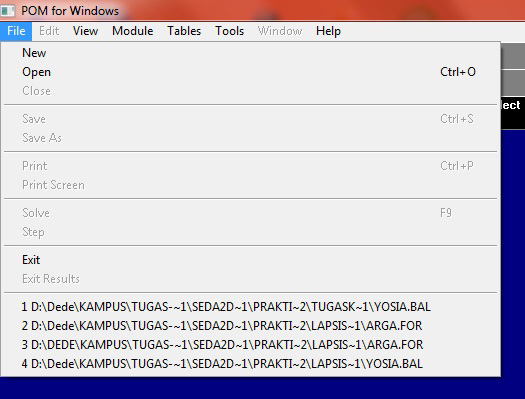 POM for Windows
File Edit View Module Tables Tools Window Help
New
Open Ctrl+O
Close
Save Ctrl+S
Save As
Print Ctrl+P
Print Screen
Solve F9
Step
Exit
Exit Results
1 D:\Dede\KAMPUS\TUGAS-~1\SEDA2D~1\PRAKTI~2\TUGASK~1\YOSIA.BAL
2 D:\Dede\KAMPUS\TUGAS-~1\SEDA2D~1\PRAKTI~2\LAPSIS~1\ARGA.FOR
3 D:\DEDE\KAMPUS\TUGAS-~1\SEDA2D~1\PRAKTI~2\LAPSIS~1\ARGA.FOR
4 D:\Dede\KAMPUS\TUGAS-~1\SEDA2D~1\PRAKTI~2\LAPSIS~1\YOSIA.BAL
lect